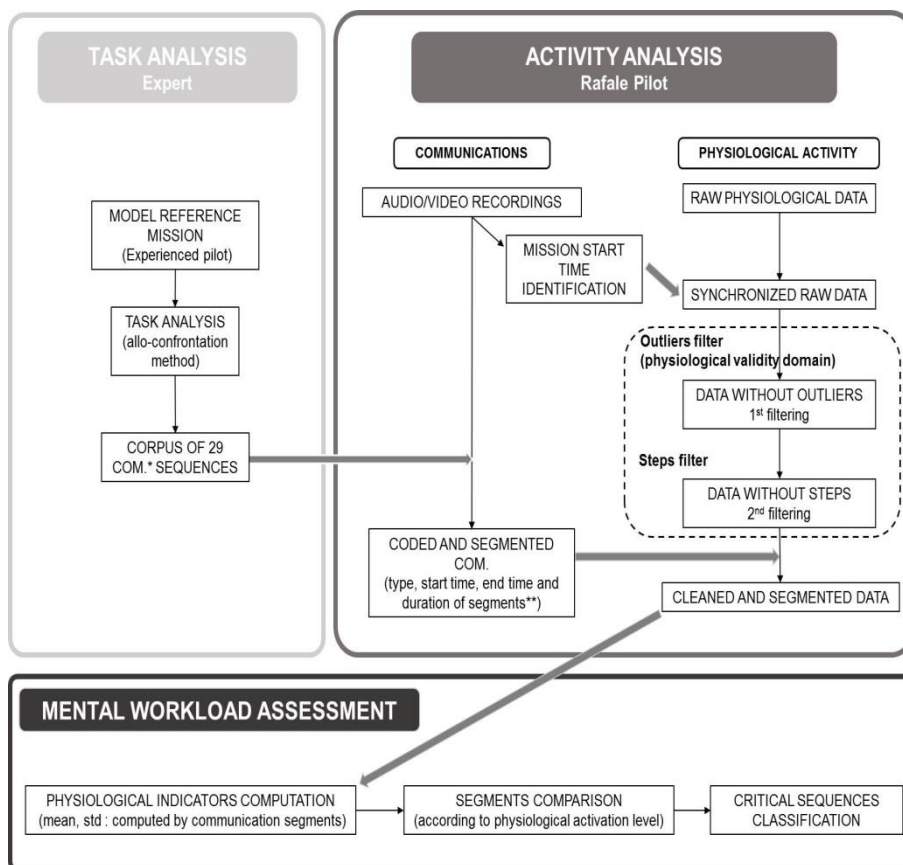 TASK ANALYSIS
Expert
MODEL REFERENCE
MISSION
(Experienced pilot)
TASK ANALYSIS
(allo-confrontation
method)
CORPUS OF 29
COM.* SEQUENCES
ACTIVITY ANALYSIS
Rafale Pilot
COMMUNICATIONS
AUDIO/VIDEO RECORDINGS
MISSION START
TIME
IDENTIFICATION
CODED AND SEGMENTED
COM.
(type, start time, end time and
duration of segments**)
PHYSIOLOGICAL ACTIVITY
RAW PHYSIOLOGICAL DATA
SYNCHRONIZED RAW DATA
Outliers filter
(physiological validity domain)
DATA WITHOUT OUTLIERS
1st filtering
Steps filter
DATA WITHOUT STEPS
2nd filtering
CLEANED AND SEGMENTED DATA
MENTAL WORKLOAD ASSESSMENT
PHYSIOLOGICAL INDICATORS COMPUTATION
(mean, std : computed by communication segments)
SEGMENTS COMPARISON
(according to physiological activation level)
CRITICAL SEQUENCES
CLASSIFICATION